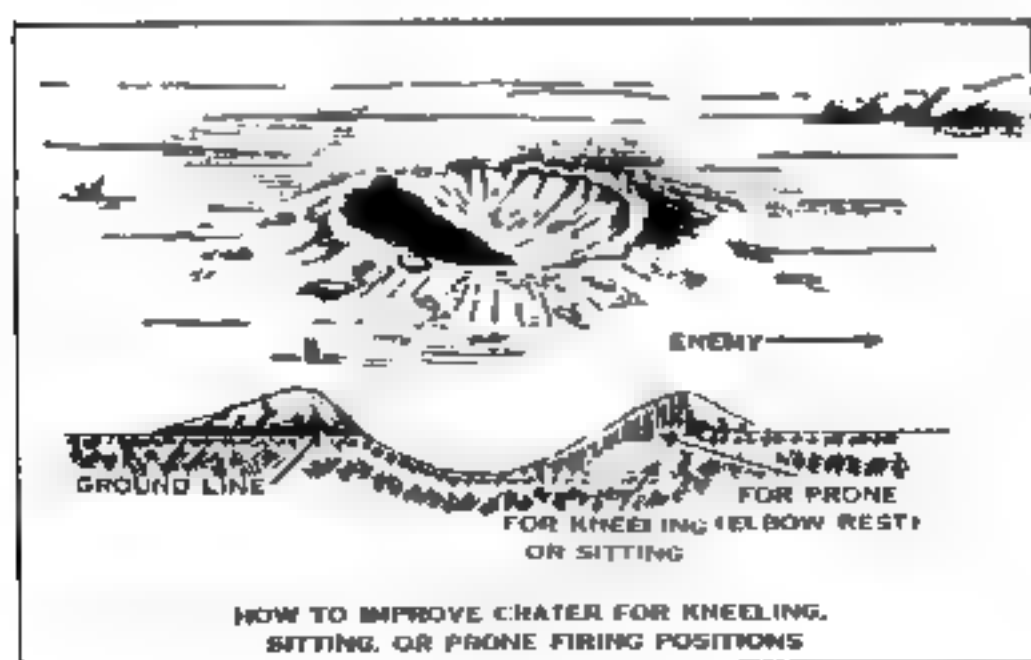 ENEMY
GROUND LINE
FOR PRONE
(ELBOW REST)
FOR KNEELING
OR SITTING
HOW TO IMPROVE CRATER FOR KNEELING,
SITTING, OR PRONE FIRING POSITIONS